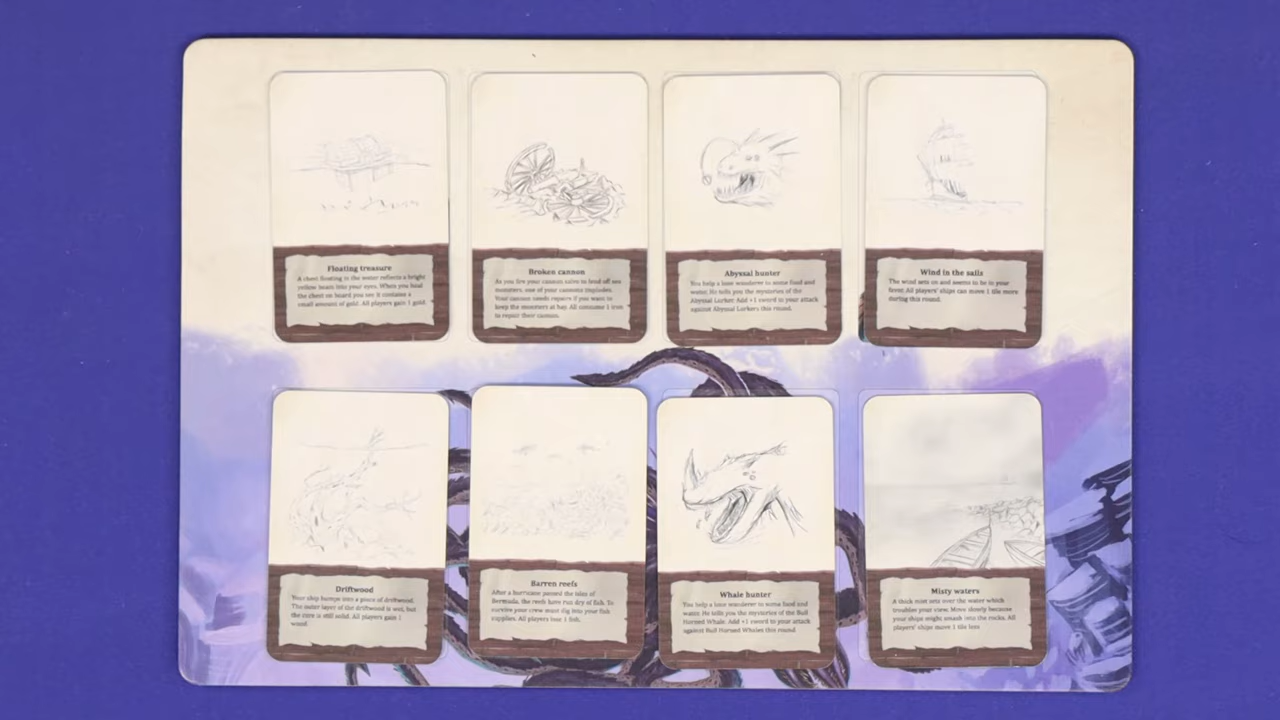 Floating treasure
A chest floating in the water reflects a bright
yellow beam into your eyes. When you haul
the chest on board you see it contains a
small amount of gold. All players gain 1 gold.
Broken cannon
As you fire your cannon salvo to fend off sea
monsters, one of your cannons implodes.
Your cannon needs repairs if you want to
keep the monsters at bay. All consume 1 iron
to repair their cannon.
Abyssal hunter
You help a lone wanderer to some food and
water. He tells you the mysteries of the
Abyssal Lurker. Add +1 sword to your attack
against Abyssal Lurkers this round.
Wind in the sails
The wind sets on and seems to be in your
favor. All players' ships can move 1 tile more
during this round.
Driftwood
Your ship bumps into a piece of driftwood.
The outer layer of the driftwood is wet, but
the core is still solid. All players gain 1
wood.
Barren reefs
After a hurricane passed the isles of
Bermuda, the reefs have run dry of fish. To
survive your crew must dig into your fish
supplies. All players lose 1 fish.
Whale hunter
You help a lone wanderer to some food and
water. He tells you the mysteries of the Bull
Horned Whale. Add +1 sword to your attack
against Bull Horned Whales this round.
Misty waters
A thick mist sets over the water which
troubles your crew. Move slowly because
your ships might smash into the rocks. All
players' ships move 1 tile less